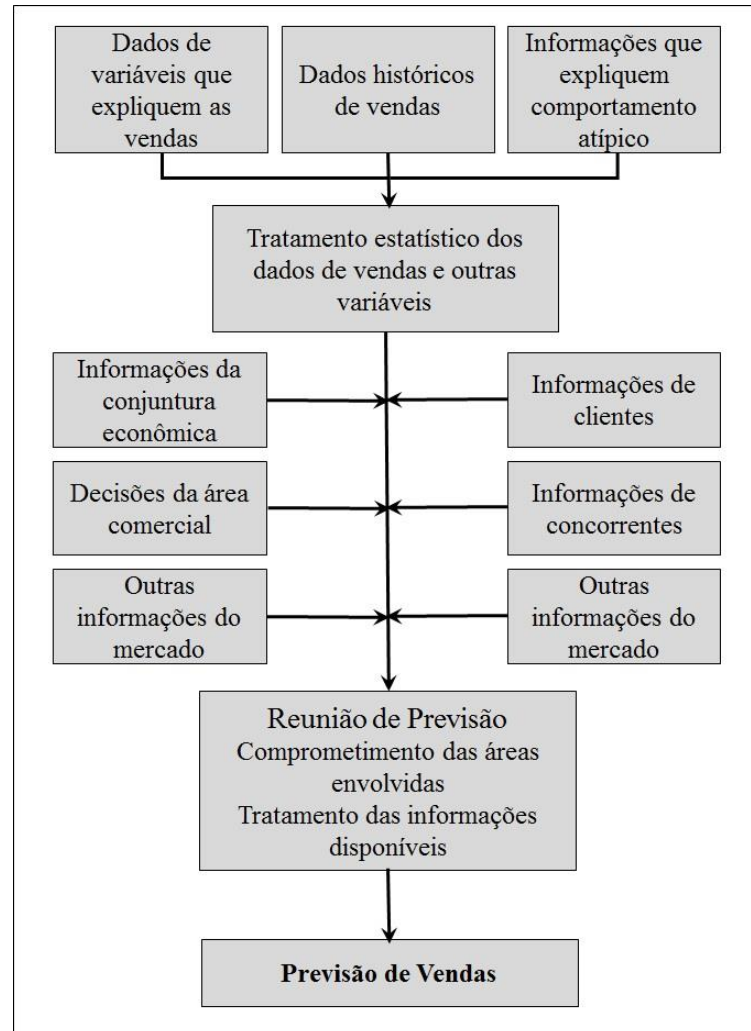 Dados de
variáveis que
expliquem as
vendas
Dados históricos
de vendas
Informações que
expliquem
comportamento
atípico
Tratamento estatístico dos
dados de vendas e outras
variáveis
Informações da
conjuntura
econômica
Informações de
clientes
Decisões da área
comercial
Informações de
concorrentes
Outras
informações do
mercado
Outras
informações do
mercado
Reunião de Previsão
Comprometimento das áreas
envolvidas
Tratamento das informações
disponíveis
Previsão de Vendas